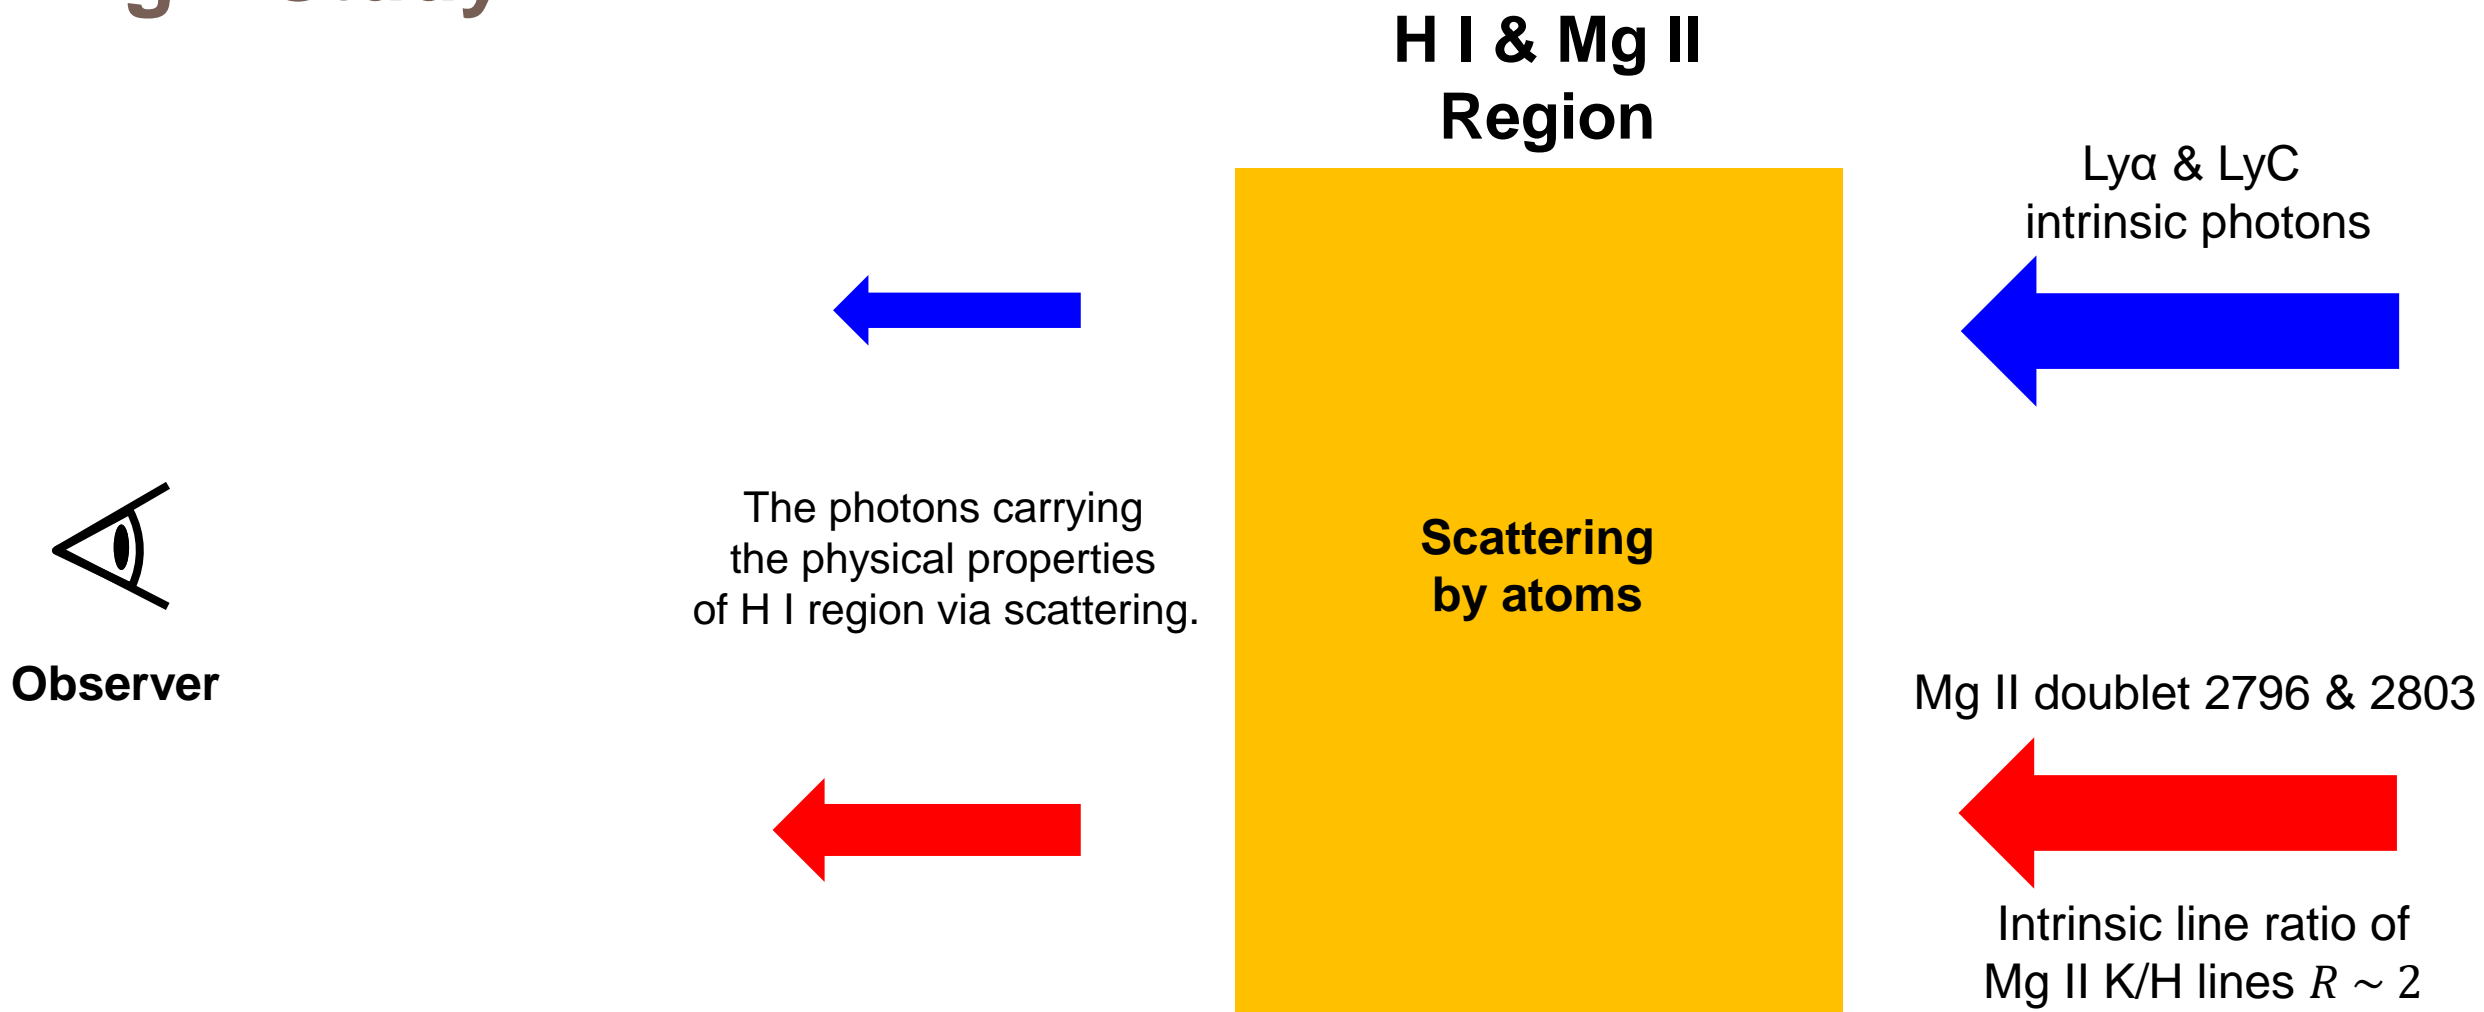 H I & Mg II
Region
Lyα & LyC
intrinsic photons
The photons carrying
the physical properties
of H I region via scattering.
Scattering
by atoms
Observer
Mg II doublet 2796 & 2803
Intrinsic line ratio of
Mg II K/H lines R ~ 2